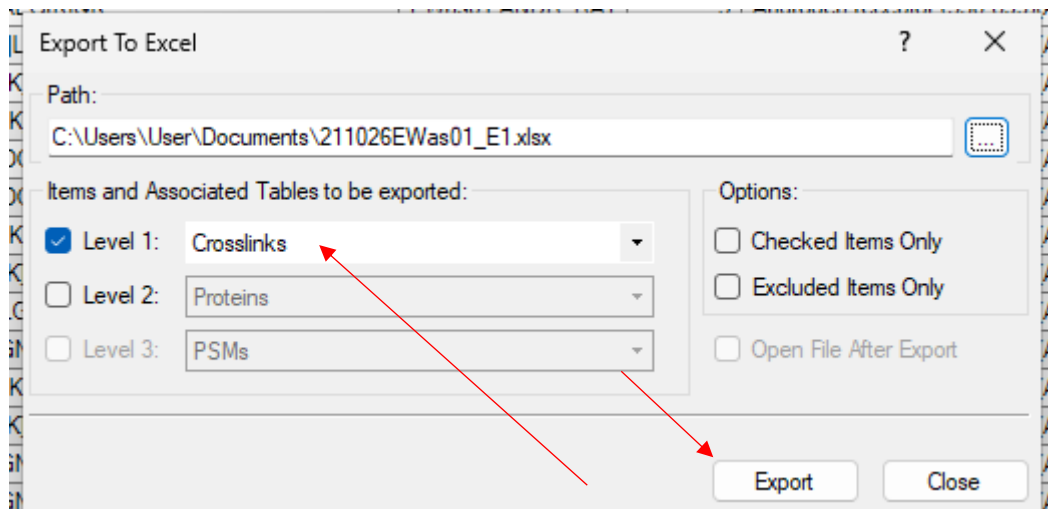 Export To Excel ?
Path:
C:\Users\User\Documents\211026EWas01_E1.xlsx ...
Items and Associated Tables to be exported:
Level 1: Crosslinks
Level 2: Proteins
Level 3: PSMs
Options:
Checked Items Only
Excluded Items Only
Open File After Export
Export Close